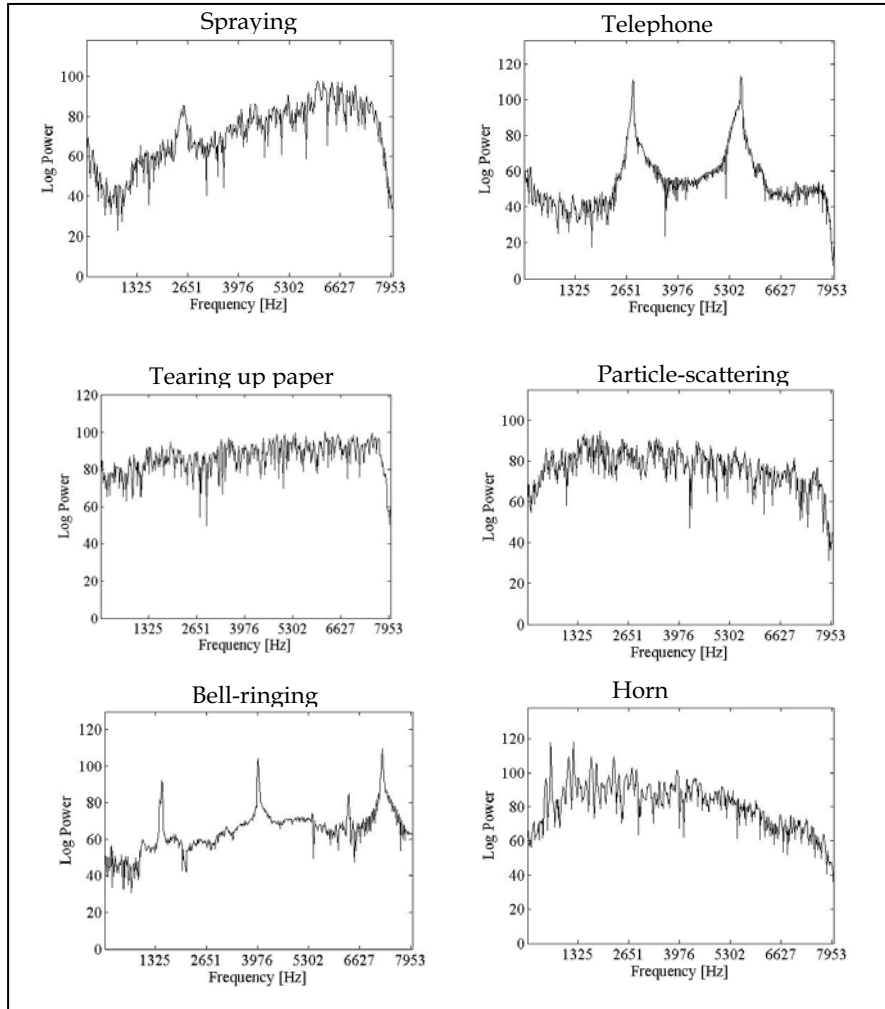 Spraying
100
80
60
40
20
0
Log Power
1325 2651 3976 5302 6627 7953
Frequency [Hz]
Telephone
120
100
80
60
40
20
0
Log Power
1325 2651 3976 5302 6627 7953
Frequency [Hz]
Tearing up paper
120
100
80
60
40
20
0
Log Power
1325 2651 3976 5302 6627 7953
Frequency [Hz]
Particle-scattering
100
80
60
40
20
0
Log Power
1325 2651 3976 5302 6627 7953
Frequency [Hz]
Bell-ringing
120
100
80
60
40
20
0
Log Power
1325 2651 3976 5302 6627 7953
Frequency [Hz]
Horn
120
100
80
60
40
20
0
Log Power
1325 2651 3976 5302 6627 7953
Frequency [Hz]